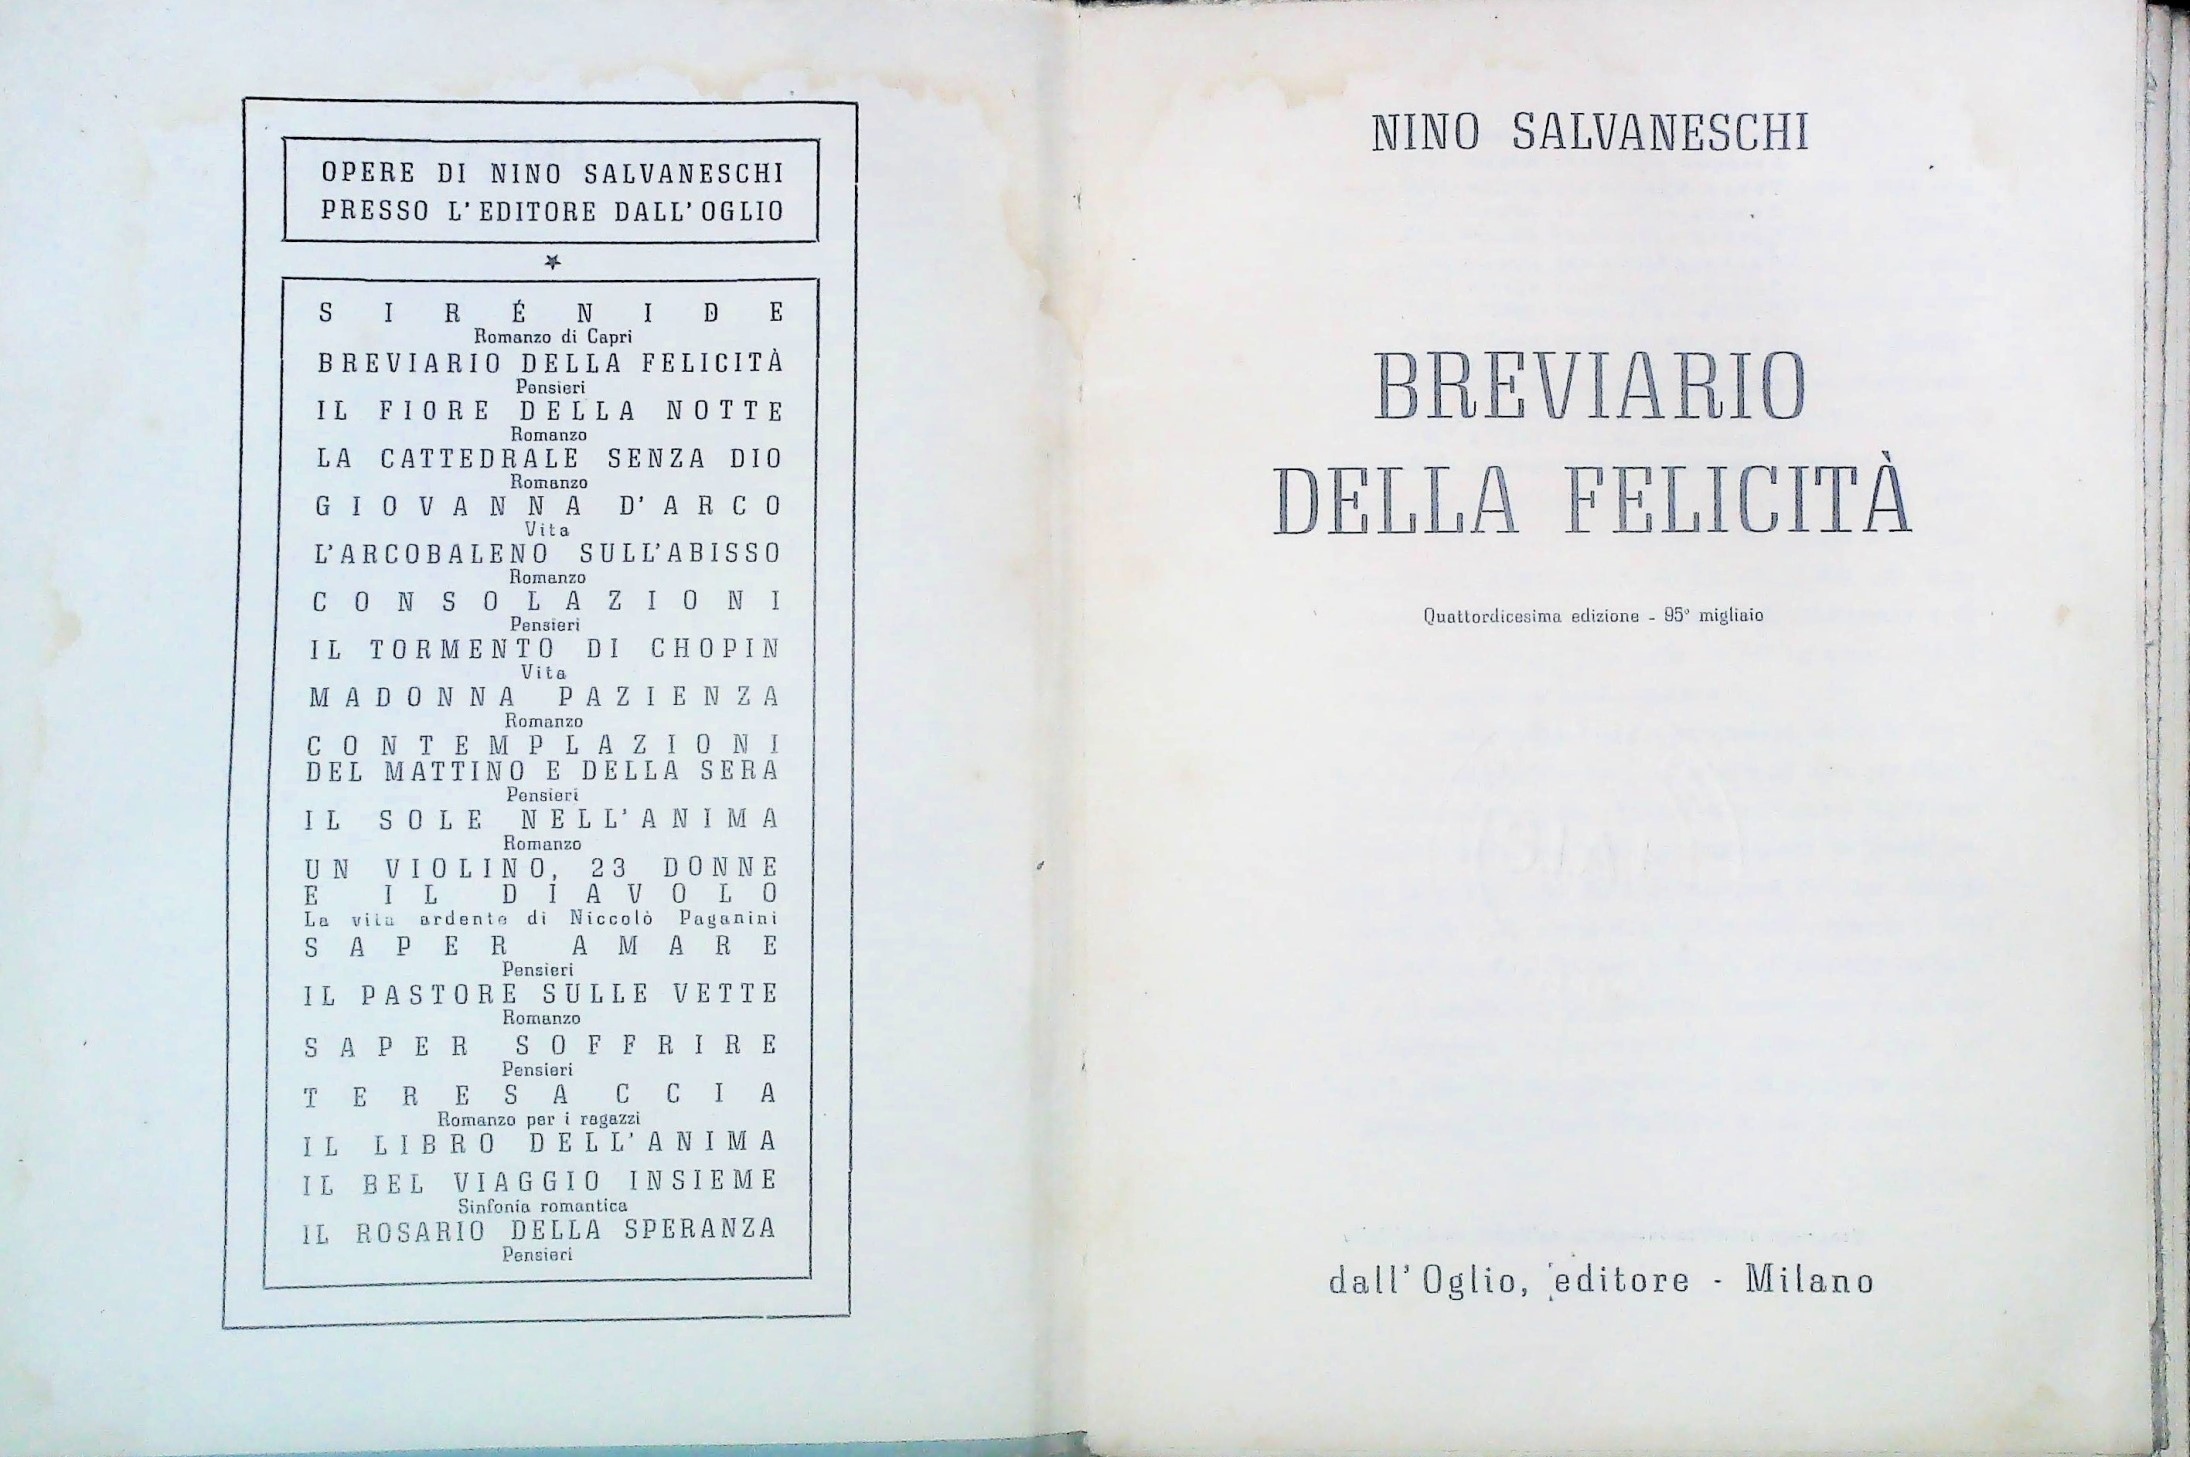 OPERE DI NINO SALVANESCHI
PRESSO L'EDITORE DALL'OGLIO
SIRÉNIDE
Romanzo di Capri
BREVIARIO DELLA FELICITÀ
Pensieri
IL FIORE DELLA NOTTE
Romanzo
LA CATTEDRALE SENZA DIO
Romanzo
GIOVANNA D'ARCO
Vita
L'ARCOBALENO SULL'ABISSO
Romanzo
CONSOLAZIONI
Pensieri
IL TORMENTO DI CHOPIN
Vita
MADONNA PAZIENZA
Romanzo
CONTEMPLAZIONI
DEL MATTINO E DELLA SERA
Pensieri
IL SOLE NELL'ANIMA
Romanzo
UN VIOLINO, 23 DONNE
E IL DIAVOLO
La vita ardente di Niccolò Paganini
SAPER AMARE
Pensieri
IL PASTORE SULLE VETTE
Romanzo
SAPER SOFFRIRE
Pensieri
TERESACCIA
Romanzo per i ragazzi
IL LIBRO DELL'ANIMA
IL BEL VIAGGIO INSIEME
Sinfonia romantica
IL ROSARIO DELLA SPERANZA
Pensieri
NINO SALVANESCHI
BREVIARIO
DELLA FELICITÀ
Quattordicesima edizione - 95° migliaio
dall'Oglio, editore - Milano